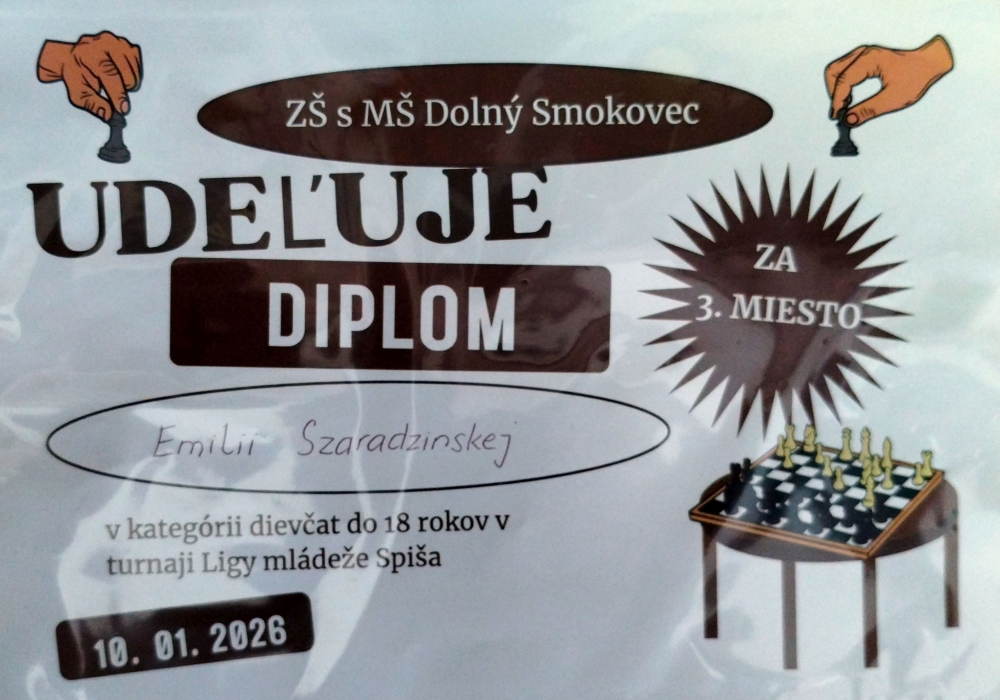 ZŠ s MŠ Dolný Smokovec
UDEĽUJE
DIPLOM
ZA
3. MIESTO
Emilii Szaradzinskej
v kategórii dievčat do 18 rokov v
turnaji Ligy mládeže Spiša
10. 01. 2026